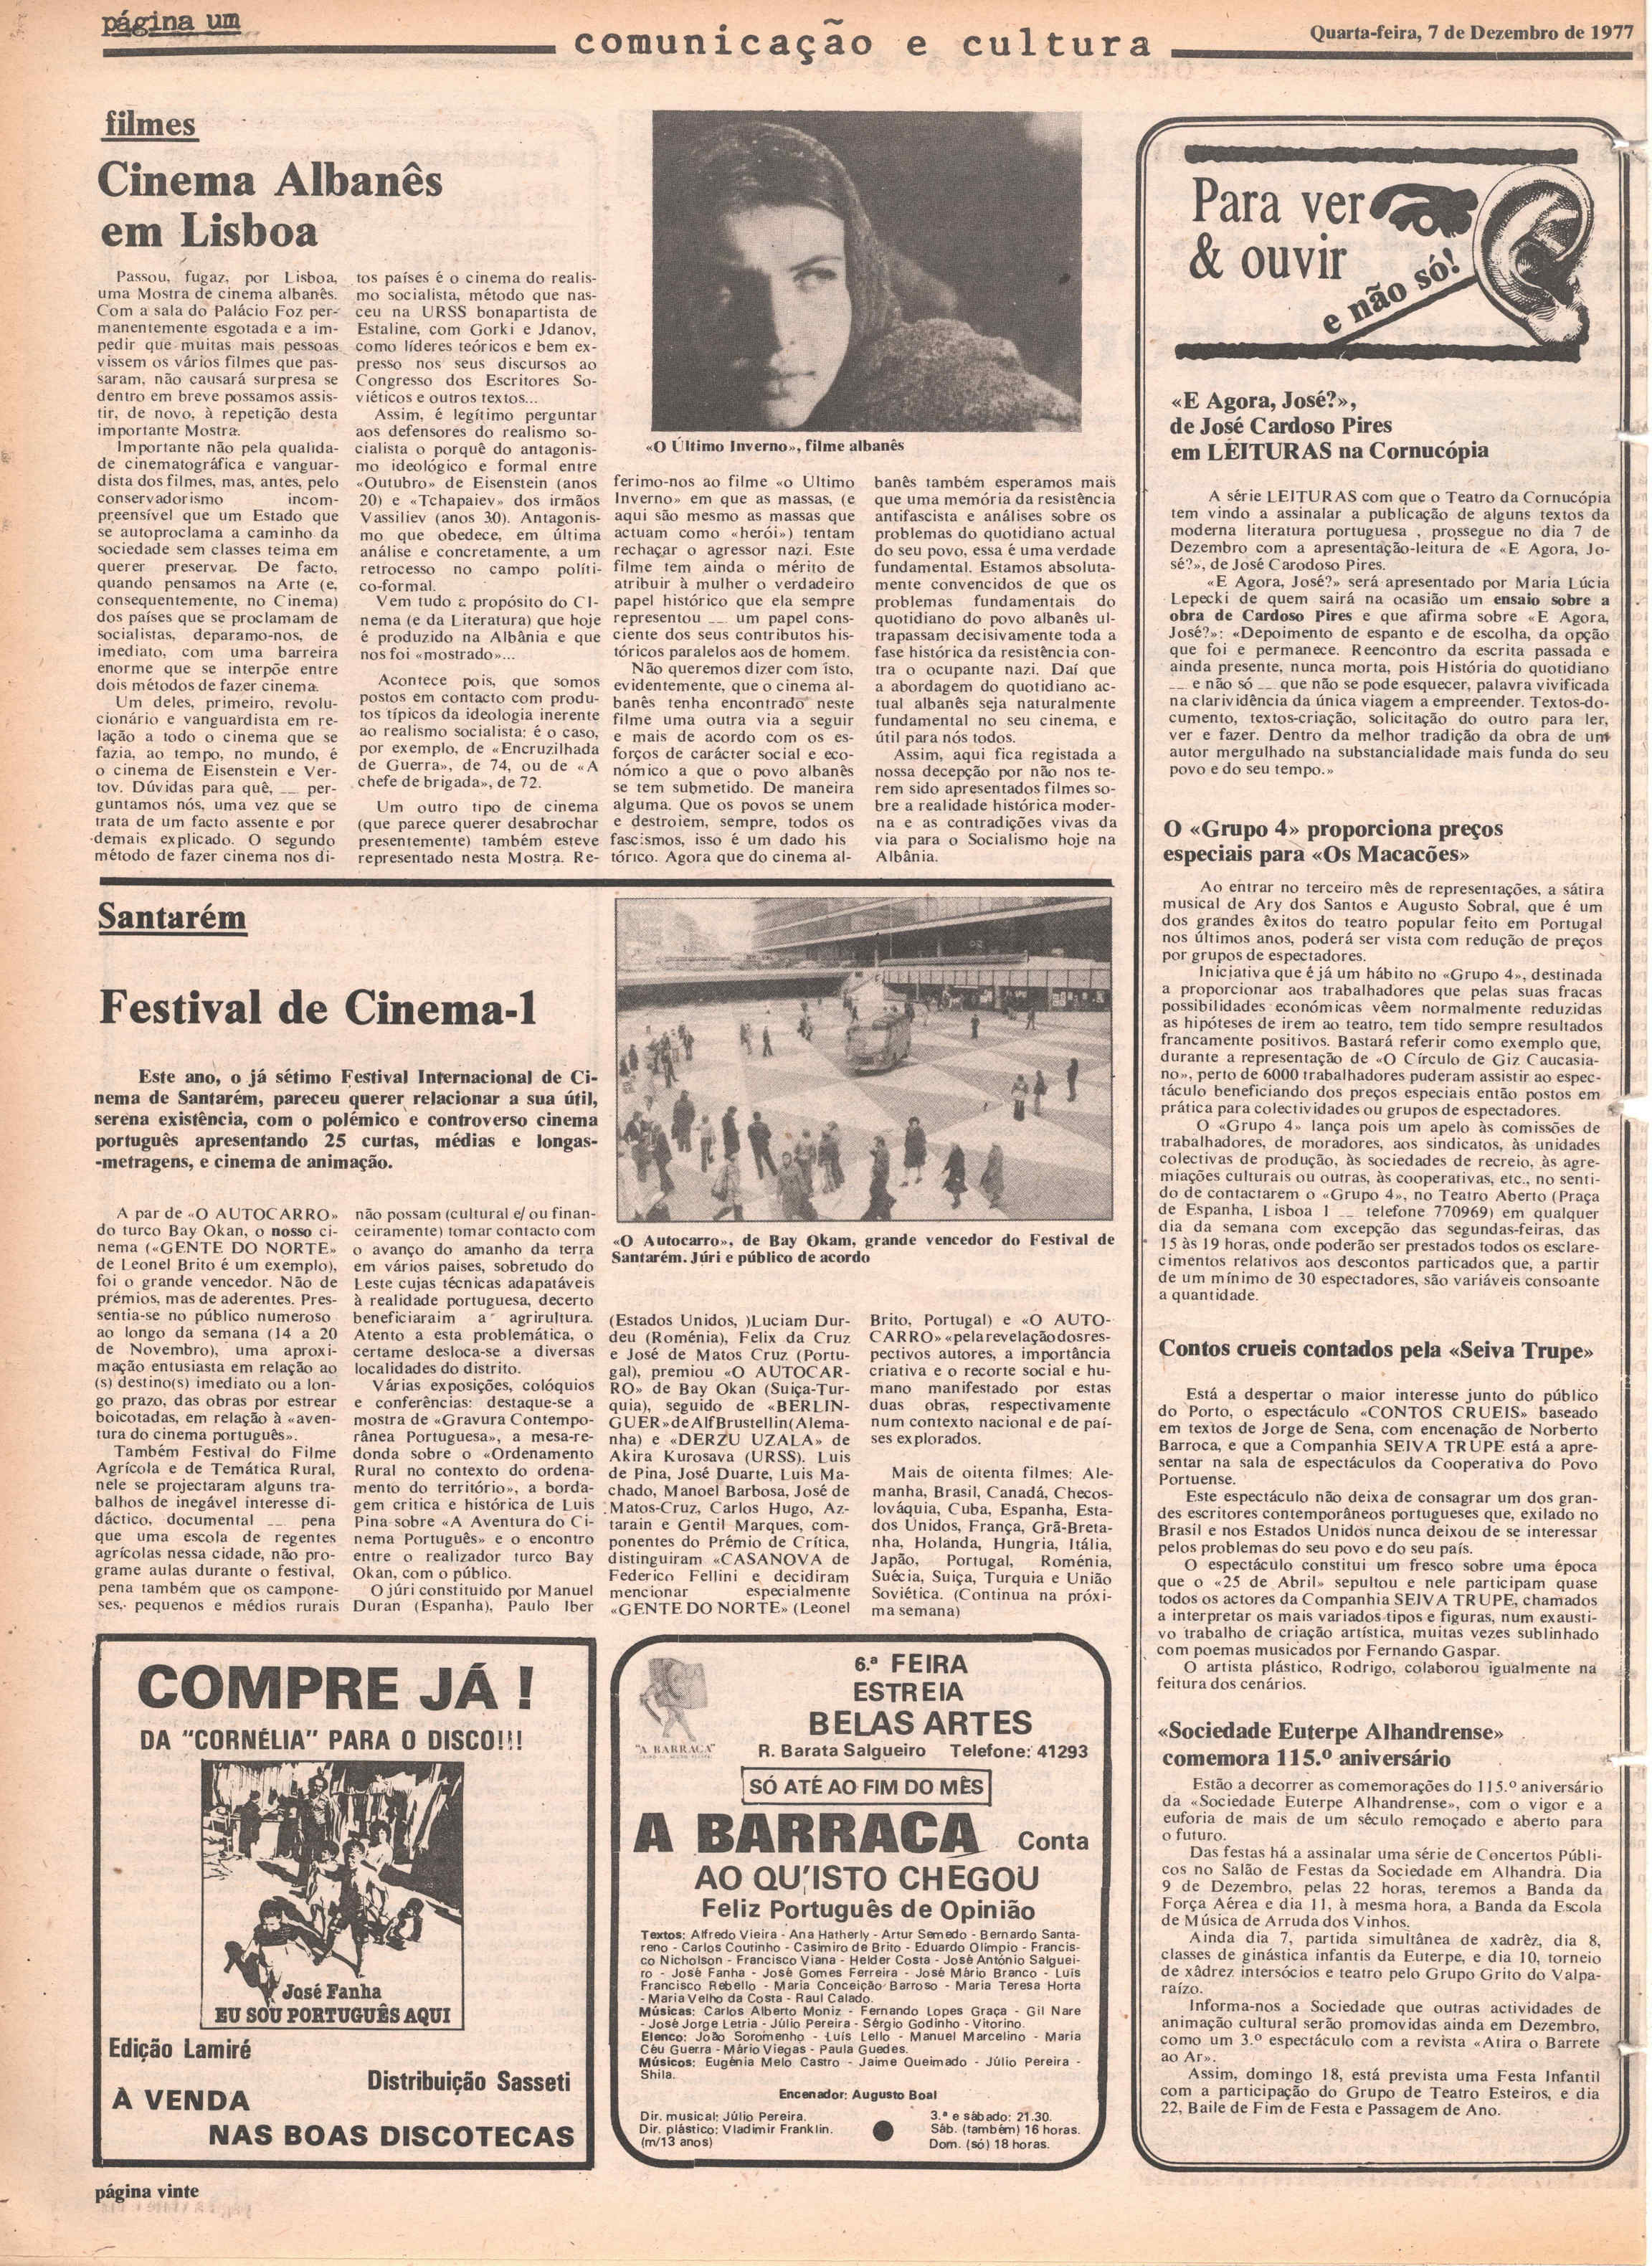 página um
comunicação e cultura
Quarta-feira, 7 de Dezembro de 1977
filmes
Cinema Albanês
em Lisboa
Passou, fugaz, por Lisboa,
uma Mostra de cinema albanês.
Com a sala do Palácio Foz per-
manentemente esgotada e a im-
pedir que muitas mais pessoas
vissem os vários filmes que pas-
saram, não causará surpresa se
dentro em breve possamos assis-
tir, de novo, à repetição desta
importante Mostra.
Importante não pela qualida-
de cinematográfica e vanguar-
dista dos filmes, mas, antes, pelo
conservadorismo incom-
preensível que um Estado que
se autoproclama a caminho da
sociedade sem classes teima em
querer preservar. De facto,
quando pensamos na Arte (e,
consequentemente, no Cinema)
dos países que se proclamam de
socialistas, deparamo-nos, de
imediato, com uma barreira
enorme que se interpõe entre
dois métodos de fazer cinema.
Um deles, primeiro, revolu-
cionário e vanguardista em re-
lação a todo o cinema que se
fazia, ao tempo, no mundo, é
o cinema de Eisenstein e Ver-
tov. Dúvidas para quê, __ per-
guntamos nós, uma vez que se
trata de um facto assente e por
demais explicado. O segundo
método de fazer cinema nos di-
tos países é o cinema do realis-
mo socialista, método que nas-
ceu na URSS bonapartista de
Estaline, com Gorki e Jdanov,
como líderes teóricos e bem ex-
presso nos seus discursos ao
Congresso dos Escritores So-
viéticos e outros textos...
Assim, é legítimo perguntar
aos defensores do realismo so-
cialista o porquê do antagonis-
mo ideológico e formal entre
«Outubro» de Eisenstein (anos
20) e «Tchapaiev» dos irmãos
Vassiliev (anos 30). Antagonis-
mo que obedece, em última
análise e concretamente, a um
retrocesso no campo políti-
co-formal.
Vem tudo a propósito do CI-
nema (e da Literatura) que hoje
é produzido na Albânia e que
nos foi «mostrado»...
Acontece pois, que somos
postos em contacto com produ-
tos típicos da ideologia inerente
ao realismo socialista: é o caso,
por exemplo, de «Encruzilhada
de Guerra», de 74, ou de «A
chefe de brigada», de 72.
Um outro tipo de cinema
(que parece querer desabrochar
presentemente) também esteve
representado nesta Mostra. Re-
«O Último Inverno», filme albanês
ferimo-nos ao filme «o Ultimo
Inverno» em que as massas, (e
aqui são mesmo as massas que
actuam como «herói») tentam
rechaçar o agressor nazi. Este
filme tem ainda o mérito de
atribuir à mulher o verdadeiro
papel histórico que ela sempre
representou __ um papel cons-
ciente dos seus contributos his-
tóricos paralelos aos de homem.
Não queremos dizer com isto,
evidentemente, que o cinema al-
banês tenha encontrado neste
filme uma outra via a seguir
e mais de acordo com os es-
forços de carácter social e eco-
nómico a que o povo albanês
se tem submetido. De maneira
alguma. Que os povos se unem
e destroiem, sempre, todos os
fascismos, isso é um dado his
tórico. Agora que do cinema al-
banês também esperamos mais
que uma memória da resistência
antifascista e análises sobre os
problemas do quotidiano actual
do seu povo, essa é uma verdade
fundamental. Estamos absoluta-
mente convencidos de que os
problemas fundamentais do
quotidiano do povo albanês ul-
trapassam decisivamente toda a
fase histórica da resistência con-
tra o ocupante nazi. Daí que
a abordagem do quotidiano ac-
tual albanês seja naturalmente
fundamental no seu cinema, e
útil para nós todos.
Assim, aqui fica registada a
nossa decepção por não nos te-
rem sido apresentados filmes so-
bre a realidade histórica moder-
na e as contradições vivas da
via para o Socialismo hoje na
Albânia.
Santarém
Festival de Cinema-1
Este ano, o já sétimo Festival Internacional de Ci-
nema de Santarém, pareceu querer relacionar a sua útil,
serena existência, com o polémico e controverso cinema
português apresentando 25 curtas, médias e longas-
-metragens, e cinema de animação.
A par de «O AUTOCARRO»
do turco Bay Okan, o nosso ci-
nema («GENTE DO NORTE»
de Leonel Brito é um exemplo),
foi o grande vencedor. Não de
prémios, mas de aderentes. Pres-
sentia-se no público numeroso
ao longo da semana (14 a 20
de Novembro), uma aproxi-
mação entusiasta em relação ao
(s) destino(s) imediato ou a lon-
go prazo, das obras por estrear
boicotadas, em relação à «aven-
tura do cinema português».
Também Festival do Filme
Agrícola e de Temática Rural,
nele se projectaram alguns tra-
balhos de inegável interesse di-
dáctico, documental __ pena
que uma escola de regentes
agrícolas nessa cidade, não pro-
grame aulas durante o festival,
pena também que os campone-
ses, pequenos e médios rurais
não possam (cultural e/ ou finan-
ceiramente) tomar contacto com
o avanço do amanho da terra
em vários paises, sobretudo do
Leste cujas técnicas adapatáveis
à realidade portuguesa, decerto
beneficiaraim a agrirultura.
Atento a esta problemática, o
certame desloca-se a diversas
localidades do distrito.
Várias exposições, colóquios
e conferências: destaque-se a
mostra de «Gravura Contempo-
rânea Portuguesa», a mesa-re-
donda sobre o «Ordenamento
Rural no contexto do ordena-
mento do território», a borda-
gem critica e histórica de Luis
Pina sobre «A Aventura do Ci-
nema Português» e o encontro
entre o realizador turco Bay
Okan, com o público.
O júri constituido por Manuel
Duran (Espanha), Paulo Iber
«O Autocarro», de Bay Okam, grande vencedor do Festival de
Santarém. Júri e público de acordo
(Estados Unidos, )Luciam Dur-
deu (Roménia), Felix da Cruz
e José de Matos Cruz (Portu-
gal), premiou «O AUTOCAR-
RO» de Bay Okan (Suiça-Tur-
quia), seguido de «BERLIN-
GUER» de Alf Brustellin (Alema-
nha) e «DERZU UZALA» de
Akira Kurosava (URSS). Luis
de Pina, José Duarte, Luis Ma-
chado, Manoel Barbosa, José de
Matos-Cruz, Carlos Hugo, Az-
tarain e Gentil Marques, com-
ponentes do Prémio de Crítica,
distinguiram «CASANOVA de
Federico Fellini e decidiram
mencionar especialmente
«GENTE DO NORTE» (Leonel
Brito, Portugal) e «O AUTO-
CARRO» «pela revelação dos res-
pectivos autores, a importância
criativa e o recorte social e hu-
mano manifestado por estas
duas obras, respectivamente
num contexto nacional e de paí-
ses explorados.
Mais de oitenta filmes: Ale-
manha, Brasil, Canadá, Checos-
lováquia, Cuba, Espanha, Esta-
dos Unidos, França, Grã-Breta-
nha, Holanda, Hungria, Itália,
Japão, Portugal, Roménia,
Suécia, Suiça, Turquia e União
Soviética. (Continua na próxi-
ma semana)
COMPRE JÁ !
DA "CORNÉLIA" PARA O DISCO!!!
José Fanha
EU SOU PORTUGUÊS AQUI
Edição Lamiré
Distribuição Sasseti
À VENDA
NAS BOAS DISCOTECAS
"A BARRACA"
6.ª FEIRA
ESTREIA
BELAS ARTES
R. Barata Salgueiro Telefone: 41293
SÓ ATÉ AO FIM DO MÊS
A BARRACA Conta
AO QU'ISTO CHEGOU
Feliz Português de Opinião
Textos: Alfredo Vieira - Ana Hatherly - Artur Semedo - Bernardo Santa-
reno - Carlos Coutinho - Casimiro de Brito - Eduardo Olímpio - Francis-
co Nicholson - Francisco Viana - Helder Costa - José António Salguei-
ro - José Fanha - José Gomes Ferreira - José Mário Branco - Luís
Francisco Rebello - Maria Conceição Barroso - Maria Teresa Horta
- Maria Velho da Costa - Raul Calado.
Músicas: Carlos Alberto Moniz - Fernando Lopes Graça - Gil Nare
- José Jorge Letria - Júlio Pereira - Sérgio Godinho - Vitorino.
Elenco: João Soromenho - Luís Lello - Manuel Marcelino - Maria
Céu Guerra - Mário Viegas - Paula Guedes.
Músicos: Eugénia Melo Castro - Jaime Queimado - Júlio Pereira -
Shila.
Encenador: Augusto Boal
Dir. musical: Júlio Pereira.
Dir. plástico: Vladimir Franklin.
(m/13 anos)
3.ª e sábado: 21.30.
Sáb. (também) 16 horas.
Dom. (só) 18 horas.
Para ver
& ouvir
e não só!
«E Agora, José?»,
de José Cardoso Pires
em LEITURAS na Cornucópia
A série LEITURAS com que o Teatro da Cornucópia
tem vindo a assinalar a publicação de alguns textos da
moderna literatura portuguesa , prossegue no dia 7 de
Dezembro com a apresentação-leitura de «E Agora, Jo-
sé?», de José Carodoso Pires.
«E Agora, José?» será apresentado por Maria Lúcia
Lepecki de quem sairá na ocasião um ensaio sobre a
obra de Cardoso Pires e que afirma sobre «E Agora,
José?»: «Depoimento de espanto e de escolha, da opção
que foi e permanece. Reencontro da escrita passada e
ainda presente, nunca morta, pois História do quotidiano
__ e não só __ que não se pode esquecer, palavra vivificada
na clarividência da única viagem a empreender. Textos-do-
cumento, textos-criação, solicitação do outro para ler,
ver e fazer. Dentro da melhor tradição da obra de um
autor mergulhado na substancialidade mais funda do seu
povo e do seu tempo.»
O «Grupo 4» proporciona preços
especiais para «Os Macacões»
Ao entrar no terceiro mês de representações, a sátira
musical de Ary dos Santos e Augusto Sobral, que é um
dos grandes êxitos do teatro popular feito em Portugal
nos últimos anos, poderá ser vista com redução de preços
por grupos de espectadores.
Iniciativa que é já um hábito no «Grupo 4», destinada
a proporcionar aos trabalhadores que pelas suas fracas
possibilidades económicas vêem normalmente reduzidas
as hipóteses de irem ao teatro, tem tido sempre resultados
francamente positivos. Bastará referir como exemplo que,
durante a representação de «O Círculo de Giz Caucasia-
no», perto de 6000 trabalhadores puderam assistir ao espec-
táculo beneficiando dos preços especiais então postos em
prática para colectividades ou grupos de espectadores.
O «Grupo 4» lança pois um apelo às comissões de
trabalhadores, de moradores, aos sindicatos, às unidades
colectivas de produção, às sociedades de recreio, às agre-
miações culturais ou outras, às cooperativas, etc., no senti-
do de contactarem o «Grupo 4», no Teatro Aberto (Praça
de Espanha, Lisboa 1 __ telefone 770969) em qualquer
dia da semana com excepção das segundas-feiras, das
15 às 19 horas, onde poderão ser prestados todos os esclare-
cimentos relativos aos descontos particados que, a partir
de um mínimo de 30 espectadores, são variáveis consoante
a quantidade.
Contos crueis contados pela «Seiva Trupe»
Está a despertar o maior interesse junto do público
do Porto, o espectáculo «CONTOS CRUEIS» baseado
em textos de Jorge de Sena, com encenação de Norberto
Barroca, e que a Companhia SEIVA TRUPE está a apre-
sentar na sala de espectáculos da Cooperativa do Povo
Portuense.
Este espectáculo não deixa de consagrar um dos gran-
des escritores contemporâneos portugueses que, exilado no
Brasil e nos Estados Unidos nunca deixou de se interessar
pelos problemas do seu povo e do seu país.
O espectáculo constitui um fresco sobre uma época
que o «25 de Abril» sepultou e nele participam quase
todos os actores da Companhia SEIVA TRUPE, chamados
a interpretar os mais variados tipos e figuras, num exausti-
vo trabalho de criação artística, muitas vezes sublinhado
com poemas musicados por Fernando Gaspar.
O artista plástico, Rodrigo, colaborou igualmente na
feitura dos cenários.
«Sociedade Euterpe Alhandrense»
comemora 115.º aniversário
Estão a decorrer as comemorações do 115.º aniversário
da «Sociedade Euterpe Alhandrense», com o vigor e a
euforia de mais de um século remoçado e aberto para
o futuro.
Das festas há a assinalar uma série de Concertos Públi-
cos no Salão de Festas da Sociedade em Alhandra. Dia
9 de Dezembro, pelas 22 horas, teremos a Banda da
Força Aérea e dia 11, à mesma hora, a Banda da Escola
de Música de Arruda dos Vinhos.
Ainda dia 7, partida simultânea de xadrêz, dia 8,
classes de ginástica infantis da Euterpe, e dia 10, torneio
de xâdrez intersócios e teatro pelo Grupo Grito do Valpa-
raízo.
Informa-nos a Sociedade que outras actividades de
animação cultural serão promovidas ainda em Dezembro,
como um 3.º espectáculo com a revista «Atira o Barrete
ao Ar».
Assim, domingo 18, está prevista uma Festa Infantil
com a participação do Grupo de Teatro Esteiros, e dia
22, Baile de Fim de Festa e Passagem de Ano.
página vinte